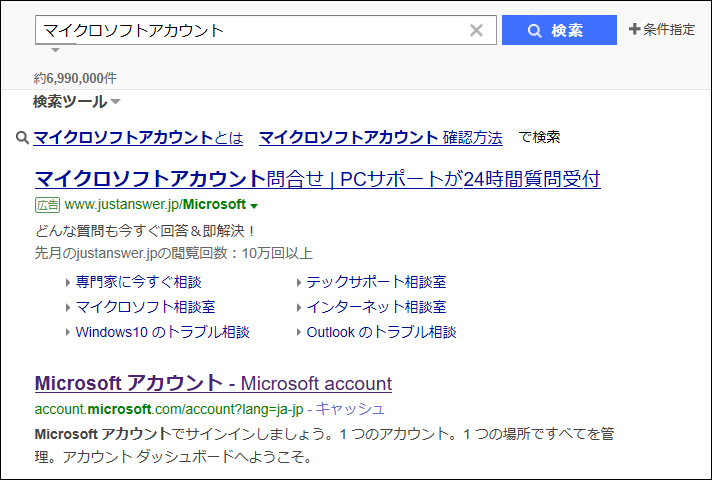 マイクロソフトアカウント
検索
条件指定
約6,990,000件
検索ツール
マイクロソフトアカウントとは マイクロソフトアカウント 確認方法 で検索
マイクロソフトアカウント問合せ | PCサポートが24時間質問受付
広告 www.justanswer.jp/Microsoft
どんな質問も今すぐ回答＆即解決！
先月のjustanswer.jpの閲覧回数：10万回以上
専門家に今すぐ相談 テックサポート相談室
マイクロソフト相談室 インターネット相談室
Windows10 のトラブル相談 Outlook のトラブル相談
Microsoft アカウント - Microsoft account
account.microsoft.com/account?lang=ja-jp - キャッシュ
Microsoft アカウントでサインインしましょう。1 つのアカウント。1 つの場所ですべてを管
理。アカウント ダッシュボードへようこそ。